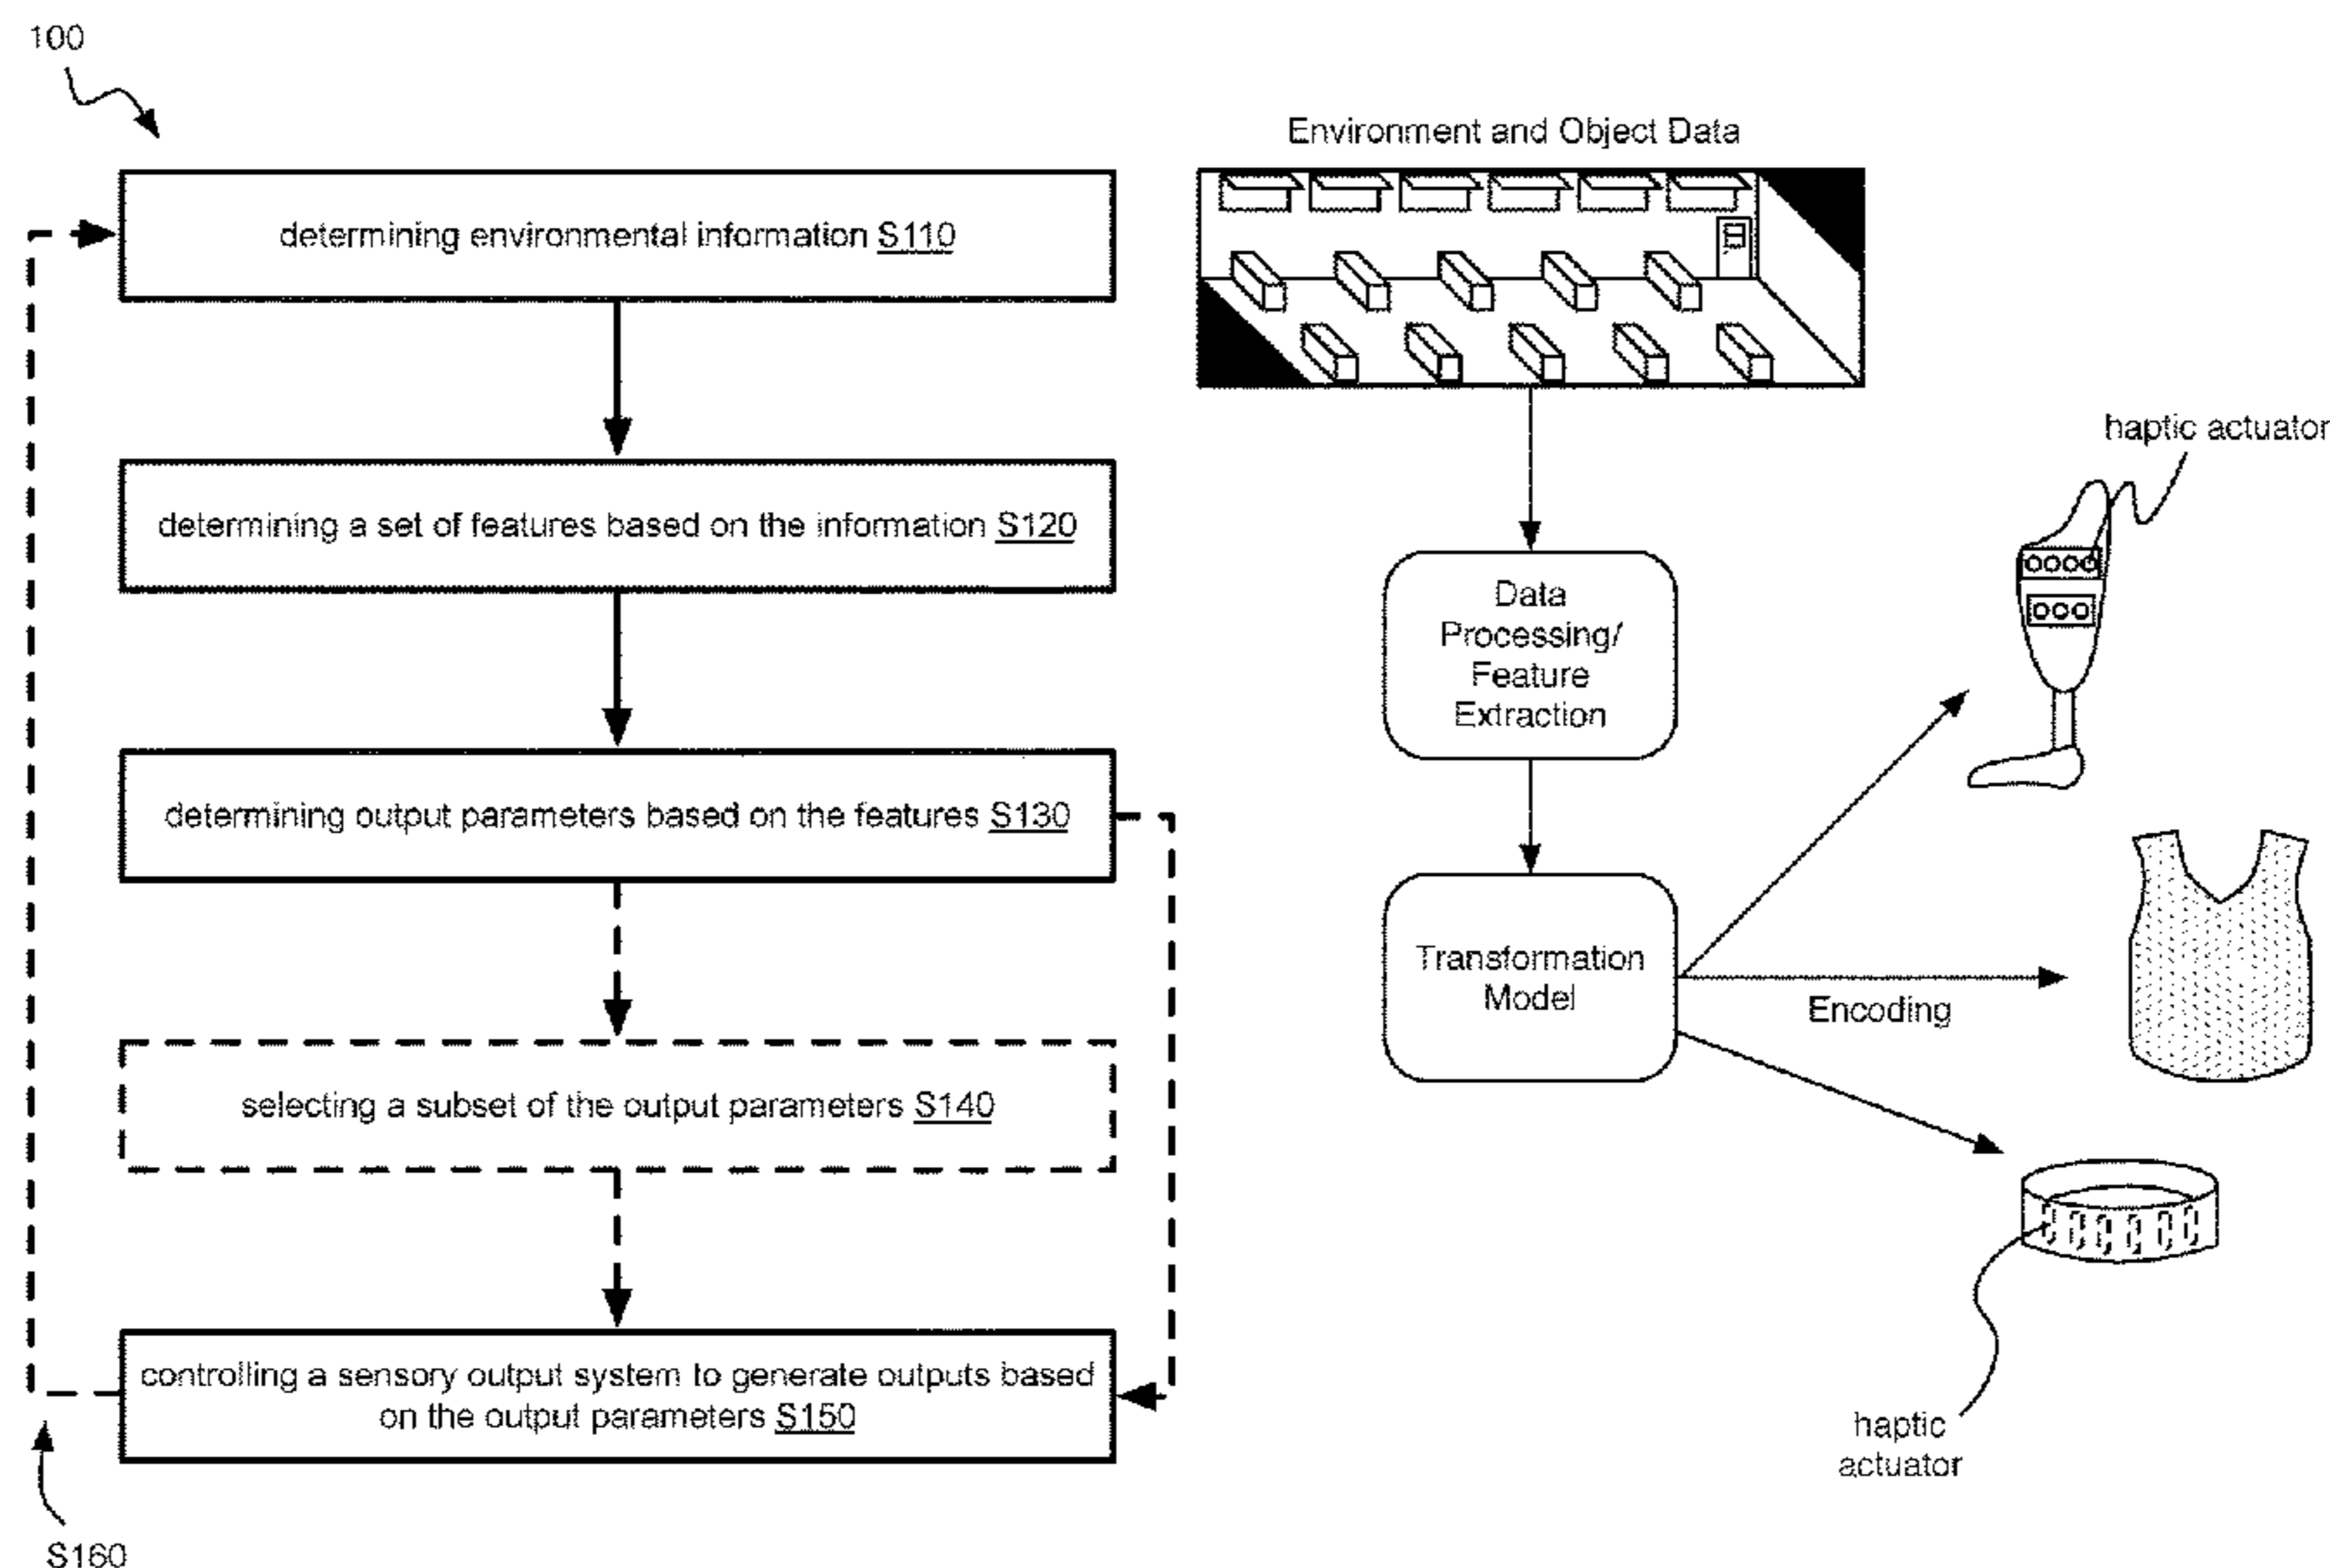 100
determining environmental information S110
determining a set of features based on the information S120
determining output parameters based on the features S130
selecting a subset of the output parameters S140
controlling a sensory output system to generate outputs based
on the output parameters S150
S160
Environment and Object Data
Data
Processing/
Feature
Extraction
Transformation
Model
Encoding
haptic actuator
haptic
actuator